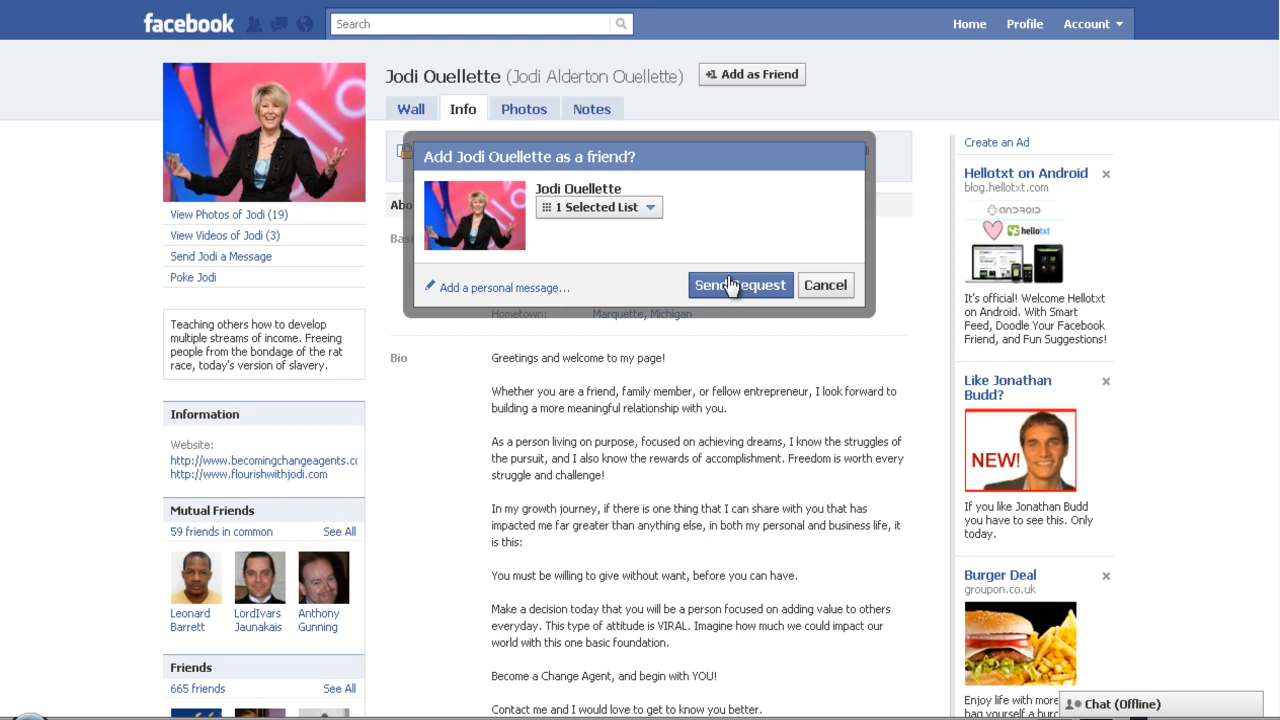 facebook
Search
Home Profile Account
Jodi Ouellette (Jodi Alderton Ouellette)
+1 Add as Friend
Wall Info Photos Notes
Add Jodi Ouellette as a friend?
Jodi Ouellette
1 Selected List
Add a personal message...
Send Request
Cancel
View Photos of Jodi (19)
View Videos of Jodi (3)
Send Jodi a Message
Poke Jodi
Teaching others how to develop
multiple streams of income. Freeing
people from the bondage of the rat
race, today's version of slavery.
Information
Website:
http://www.becomingchangeagents.cc
http://www.flourishwithjodi.com
Mutual Friends
59 friends in common See All
Leonard
Barrett
LordIvars
Jaunakais
Anthony
Gunning
Friends
665 friends See All
Abo
Bas
Hometown: Marquette, Michigan
Bio
Greetings and welcome to my page!
Whether you are a friend, family member, or fellow entrepreneur, I look forward to
building a more meaningful relationship with you.
As a person living on purpose, focused on achieving dreams, I know the struggles of
the pursuit, and I also know the rewards of accomplishment. Freedom is worth every
struggle and challenge!
In my growth journey, if there is one thing that I can share with you that has
impacted me far greater than anything else, in both my personal and business life, it
is this:
You must be willing to give without want, before you can have.
Make a decision today that you will be a person focused on adding value to others
everyday. This type of attitude is VIRAL. Imagine how much we could impact our
world with this one basic foundation.
Become a Change Agent, and begin with YOU!
Contact me and I would love to get to know you better.
Create an Ad
Hellotxt on Android
blog.hellotxt.com
ANDROID
hellotxt
It's official! Welcome Hellotxt
on Android. With Smart
Feed, Doodle Your Facebook
Friend, and Fun Suggestions!
Like Jonathan
Budd?
NEW!
If you like Jonathan Budd
you have to see this. Only
today.
Burger Deal
groupon.co.uk
Enjoy life with more
bag yourself a burg
Chat (Offline)